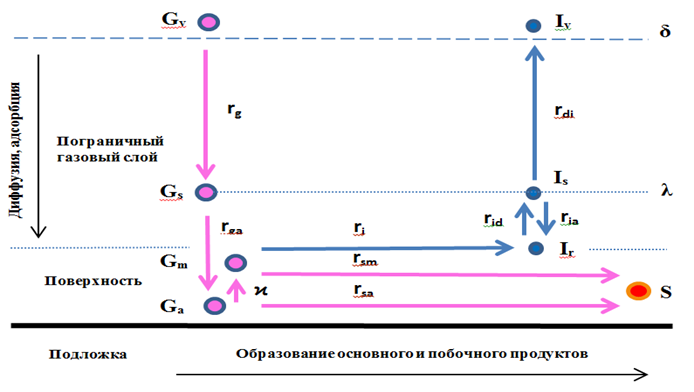 Gv Iv δ
rg rdi
Диффузия, адсорбция
Пограничный
газовый слой
Gs Is λ
rga ri rid ria
Gm rsm Ir
Поверхность ϰ rsa S
Ga
Подложка Образование основного и побочного продуктов